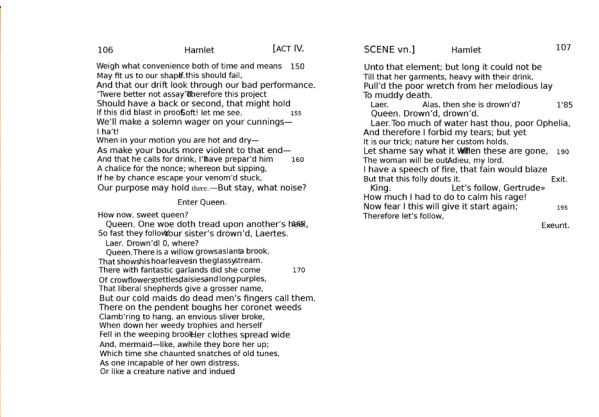 106 Hamlet [ACT IV.
Weigh what convenience both of time and means 150
May fit us to our shape. If this should fail,
And that our drift look through our bad performance.
'Twere better not assay'd therefore this project
Should have a back or second, that might hold
If this did blast in proof. Soft! let me see. 155
We'll make a solemn wager on your cunnings—
I ha't!
When in your motion you are hot and dry—
As make your bouts more violent to that end—
And that he calls for drink, I'll have prepar'd him 160
A chalice for the nonce; whereon but sipping,
If he by chance escape your venom'd stuck,
Our purpose may hold there.—But stay, what noise?
Enter Queen.
How now, sweet queen?
Queen. One woe doth tread upon another's heel, 165
So fast they follow. Your sister's drown'd, Laertes.
Laer. Drown'dl 0, where?
Queen.There is a willow grows aslant a brook,
That shows his hoar leaves in the glassy stream.
There with fantastic garlands did she come 170
Of crowflowers, nettles, daisies, and long purples,
That liberal shepherds give a grosser name,
But our cold maids do dead men's fingers call them.
There on the pendent boughs her coronet weeds
Clamb'ring to hang, an envious sliver broke,
When down her weedy trophies and herself
Fell in the weeping brook. Her clothes spread wide
And, mermaid—like, awhile they bore her up;
Which time she chaunted snatches of old tunes,
As one incapable of her own distress,
Or like a creature native and indued
SCENE vn.] Hamlet 107
Unto that element; but long it could not be
Till that her garments, heavy with their drink,
Pull'd the poor wretch from her melodious lay
To muddy death.
Laer. Alas, then she is drown'd? 1'85
Queen. Drown'd, drown'd.
Laer. Too much of water hast thou, poor Ophelia,
And therefore I forbid my tears; but yet
It is our trick; nature her custom holds,
Let shame say what it will. When these are gone, 190
The woman will be out. Adieu, my lord.
I have a speech of fire, that fain would blaze
But that this folly douts it. Exit.
King. Let's follow, Gertrude»
How much I had to do to calm his rage!
Now fear I this will give it start again; 195
Therefore let's follow,
Exeunt.